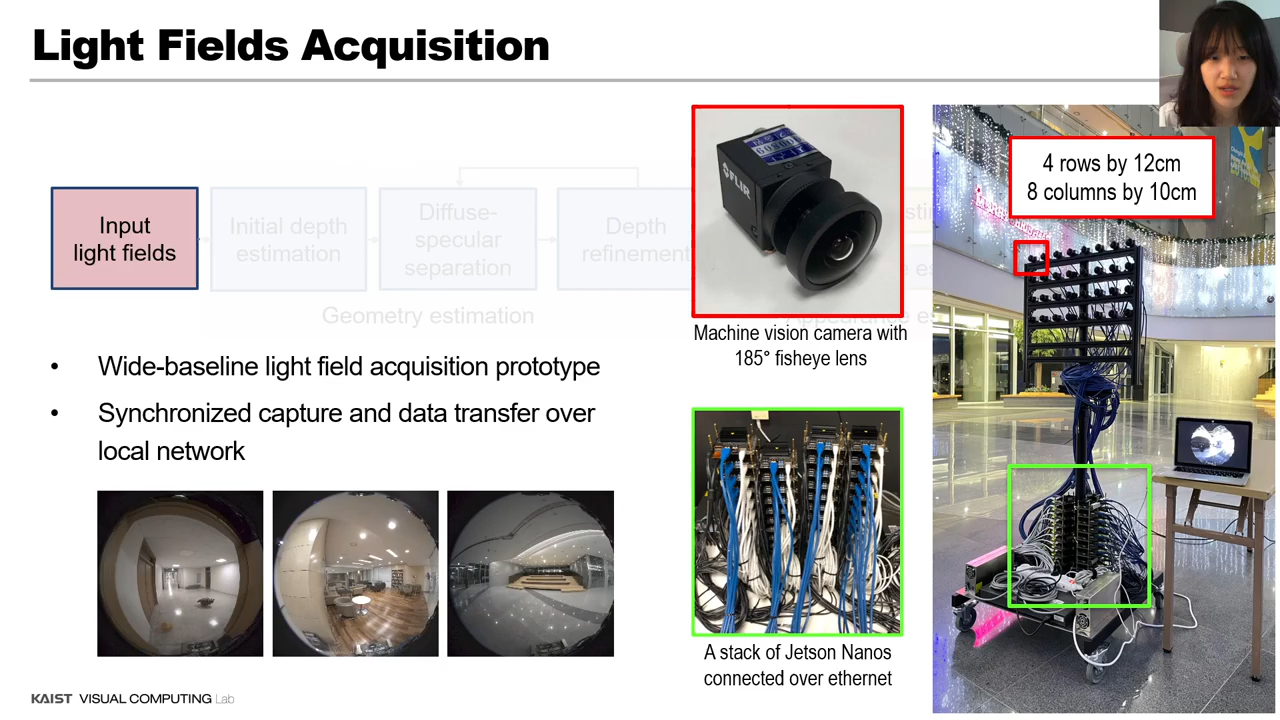 Light Fields Acquisition
4 rows by 12cm
8 columns by 10cm
FLIR
Input
light fields
Initial depth
estimation
Diffuse-
specular
separation
Depth
refinement
Geometry estimation
Machine vision camera with
185° fisheye lens
• Wide-baseline light field acquisition prototype
• Synchronized capture and data transfer over
local network
A stack of Jetson Nanos
connected over ethernet
KAIST VISUAL COMPUTING Lab